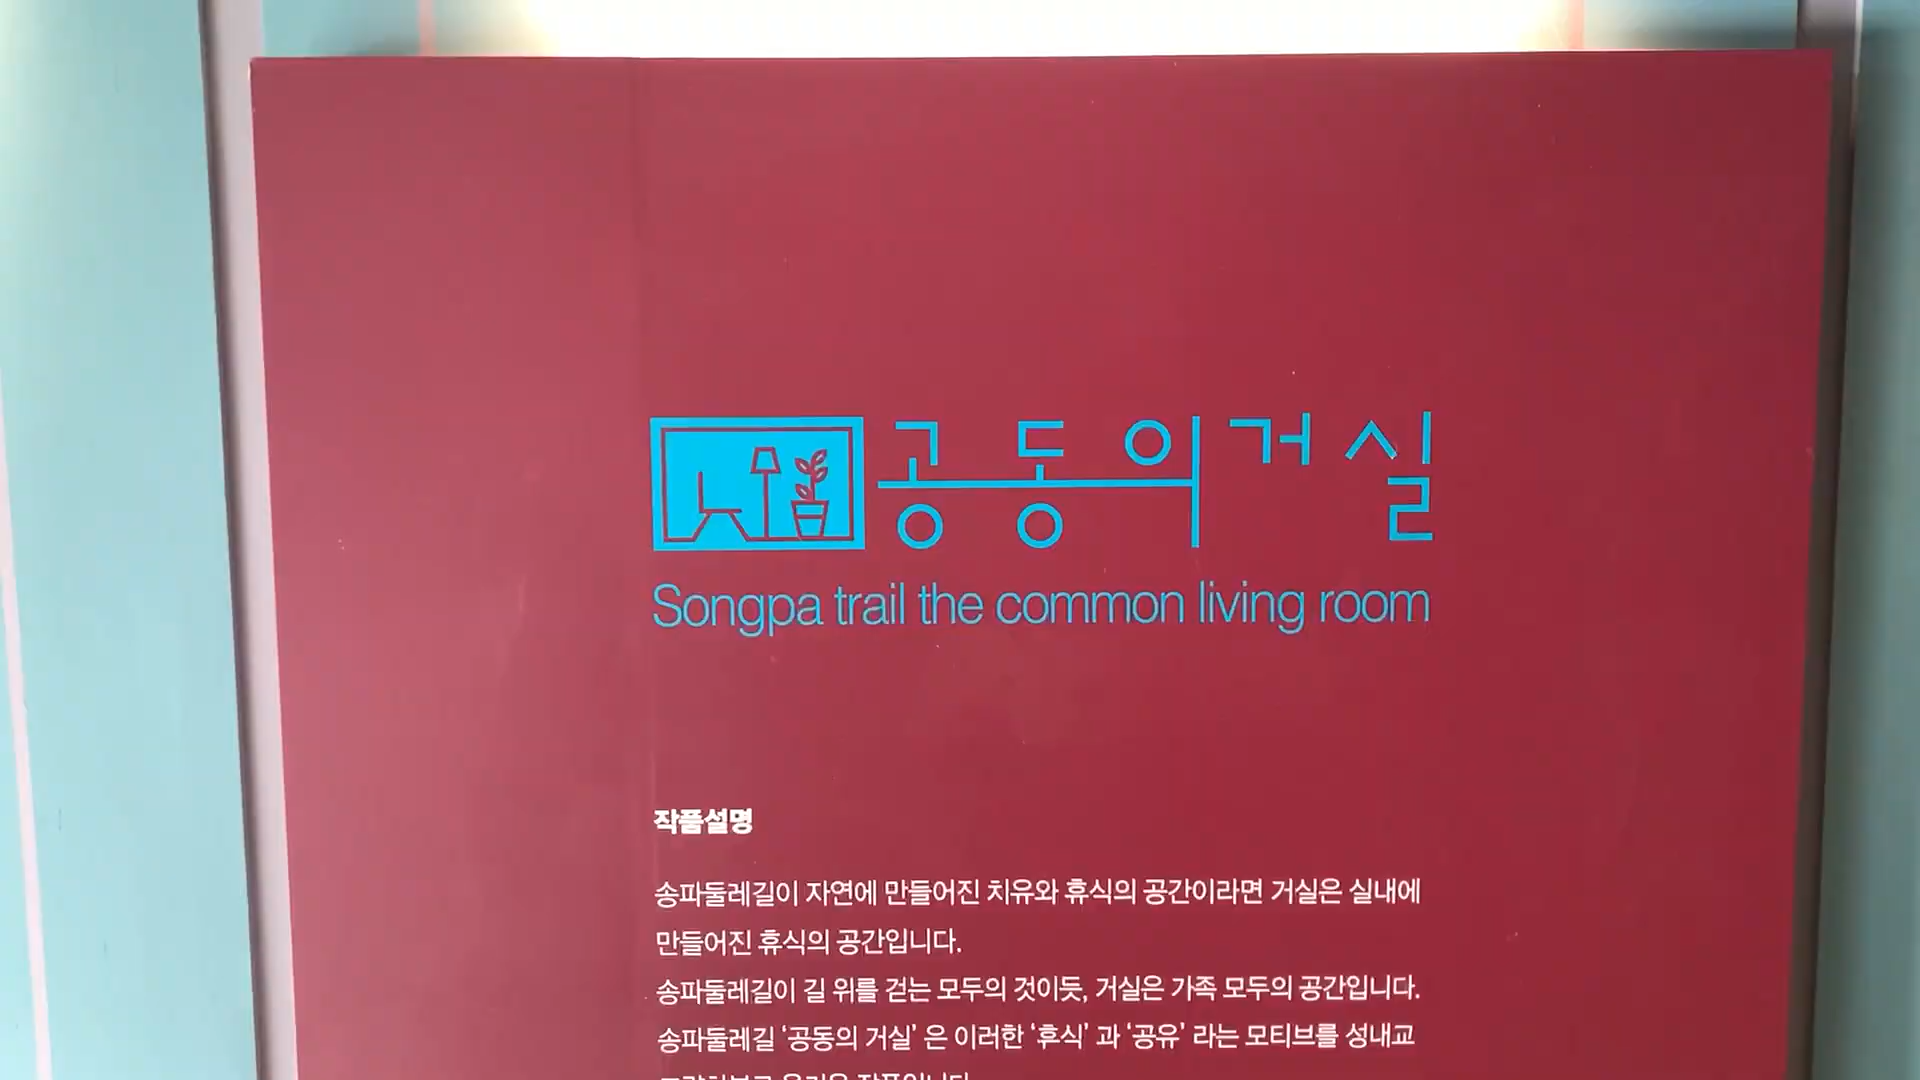 공동의거실
Songpa trail the common living room
작품설명
송파둘레길이 자연에 만들어진 치유와 휴식의 공간이라면 거실은 실내에
만들어진 휴식의 공간입니다.
송파둘레길이 길 위를 걷는 모두의 것이듯, 거실은 가족 모두의 공간입니다.
송파둘레길 ‘공동의 거실’ 은 이러한 ‘휴식’ 과 ‘공유’ 라는 모티브를 성내교